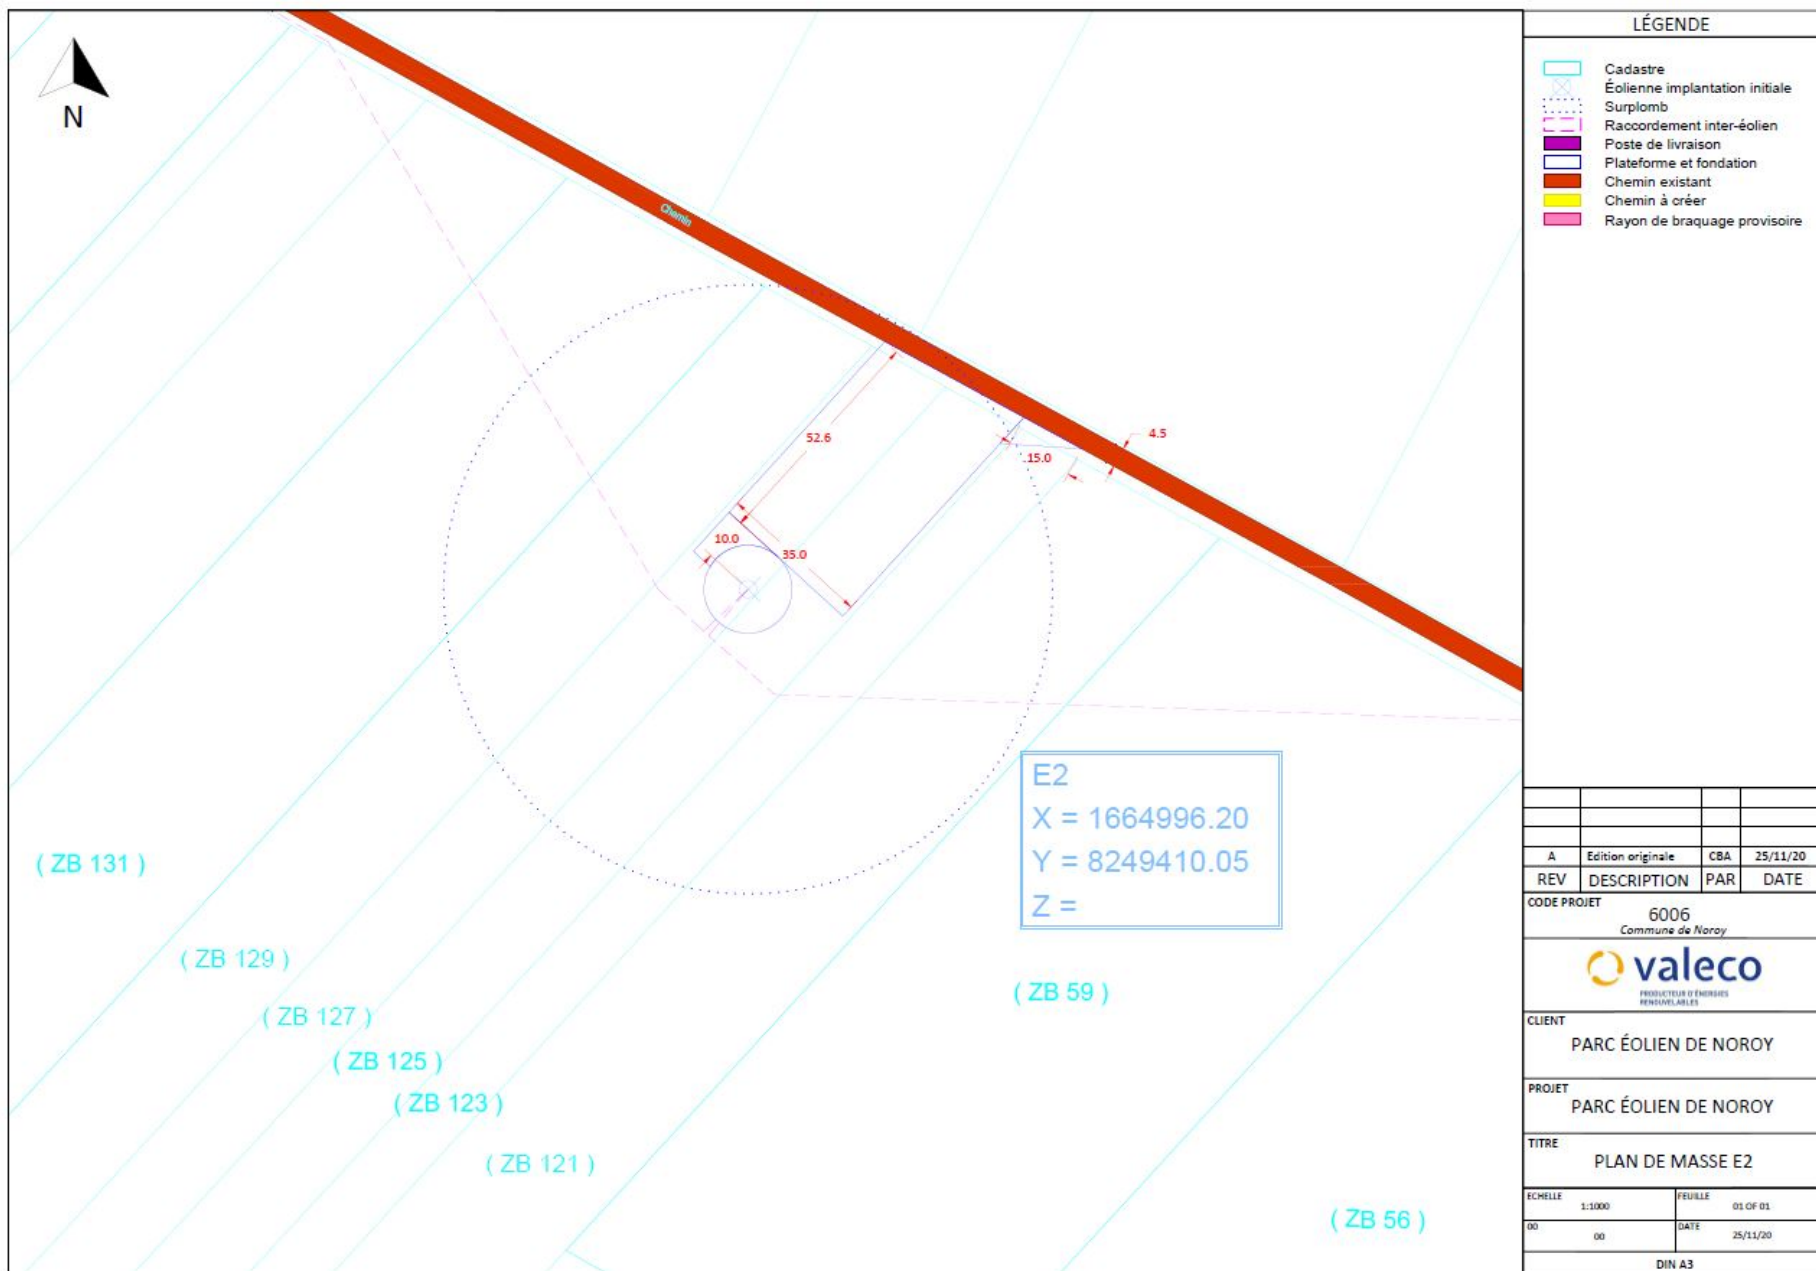 N
Chemin
52.6
4.5
15.0
10.0
35.0
E2
X = 1664996.20
Y = 8249410.05
Z =
( ZB 131 )
( ZB 129 )
( ZB 127 )
( ZB 125 )
( ZB 123 )
( ZB 121 )
( ZB 59 )
( ZB 56 )
LÉGENDE
Cadastre
Éolienne implantation initiale
Surplomb
Raccordement inter-éolien
Poste de livraison
Plateforme et fondation
Chemin existant
Chemin à créer
Rayon de braquage provisoire
A Edition originale CBA 25/11/20
REV DESCRIPTION PAR DATE
CODE PROJET
6006
Commune de Noroy
valeco
PRODUCTEUR D'ÉNERGIES
RENOUVELABLES
CLIENT
PARC ÉOLIEN DE NOROY
PROJET
PARC ÉOLIEN DE NOROY
TITRE
PLAN DE MASSE E2
ECHELLE 1:1000 FEUILLE 01 OF 01
00 00 DATE 25/11/20
DIN A3